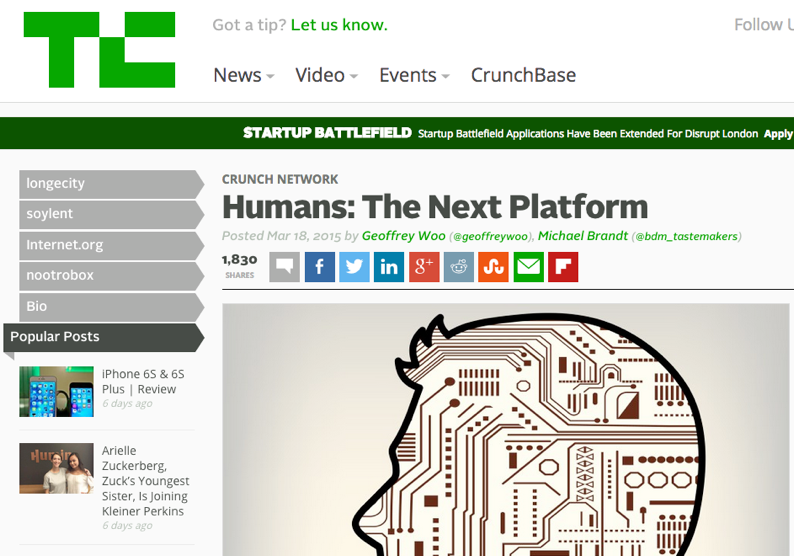 TC
Got a tip? Let us know.
Follow U
News Video Events CrunchBase
STARTUP BATTLEFIELD Startup Battlefield Applications Have Been Extended For Disrupt London Apply
longecity
soylent
Internet.org
nootrobox
Bio
Popular Posts
iPhone 6S & 6S
Plus | Review
6 days ago
Arielle
Zuckerberg,
Zuck's Youngest
Sister, Is Joining
Kleiner Perkins
6 days ago
CRUNCH NETWORK
Humans: The Next Platform
Posted Mar 18, 2015 by Geoffrey Woo (@geoffreywoo), Michael Brandt (@bdm_tastemakers)
1,830
SHARES
f
in
g+